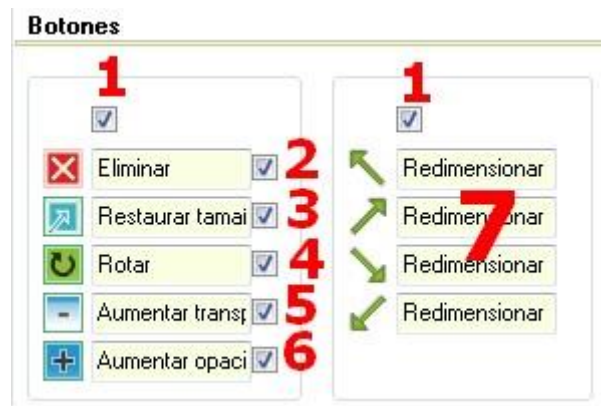 Botones
1 1
Eliminar 2 Redimensionar
Restaurar tamai 3 Redimensionar
Rotar 4 Redimensionar
Aumentar transp 5 Redimensionar
Aumentar opaci 6
7